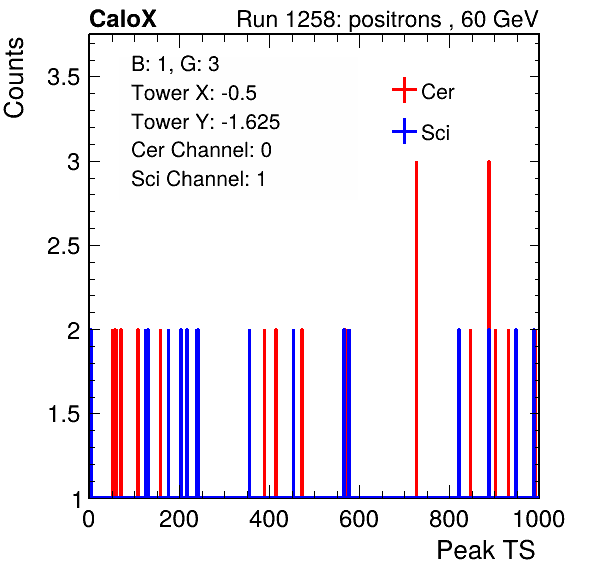 CaloX Run 1258: positrons , 60 GeV
Counts
B: 1, G: 3
Tower X: -0.5
Tower Y: -1.625
Cer Channel: 0
Sci Channel: 1
Cer
Sci
3.5
3
2.5
2
1.5
1
0 200 400 600 800 1000
Peak TS